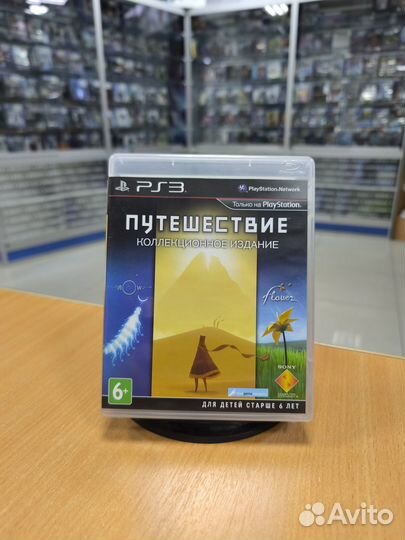 PS3
PlayStation Network
Только на PlayStation.
ПУТЕШЕСТВИЕ
КОЛЛЕКЦИОННОЕ ИЗДАНИЕ
flOw
flower
6+
SONY
ДЛЯ ДЕТЕЙ СТАРШЕ 6 ЛЕТ
Avito